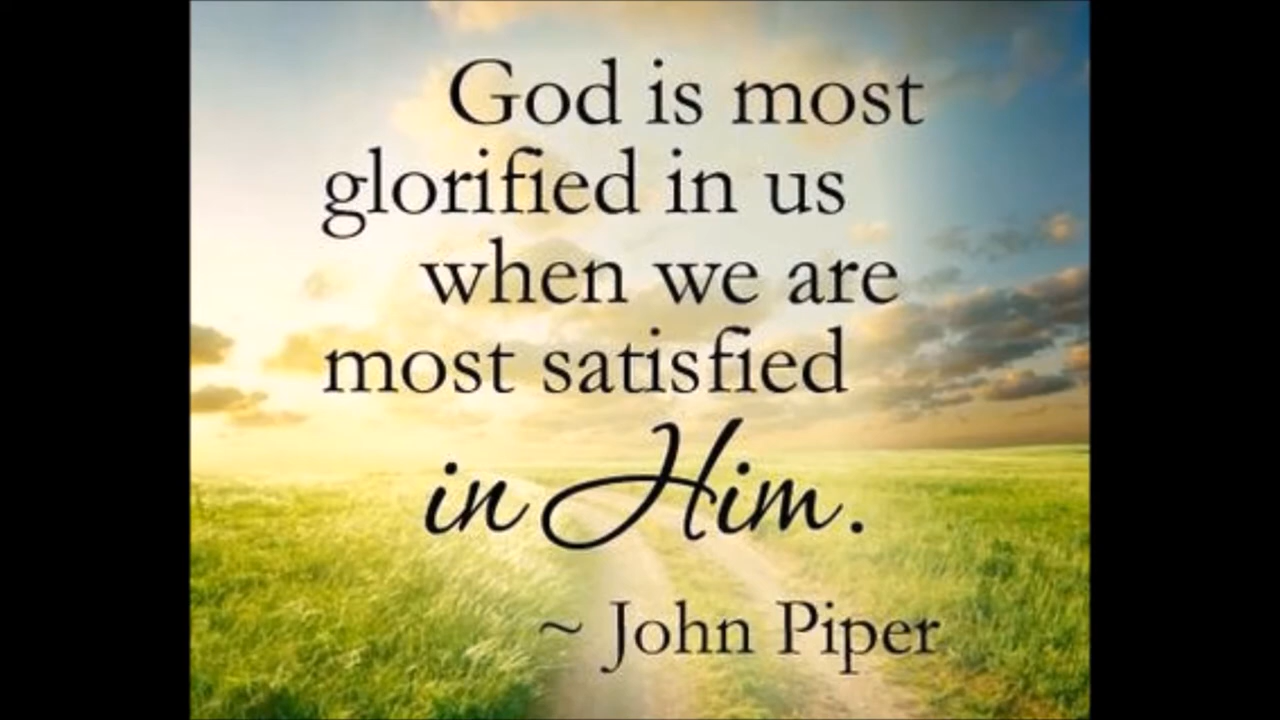 God is most
glorified in us
when we are
most satisfied
in Him.
~ John Piper